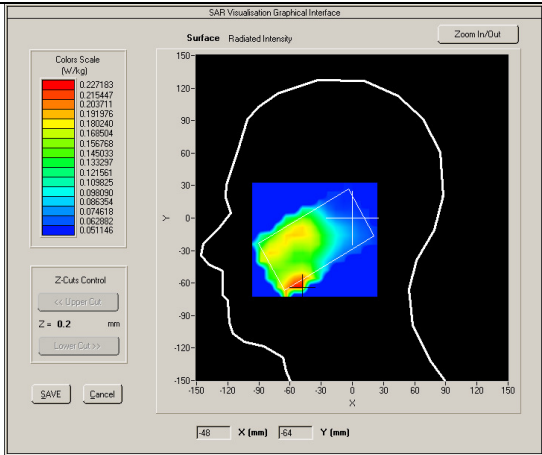 SAR Visualisation Graphical Interface
Surface Radiated Intensity
Zoom In/Out
Colors Scale
(W/kg)
0.227183
0.215447
0.203711
0.191976
0.180240
0.168504
0.156768
0.145033
0.133297
0.121561
0.109825
0.098090
0.086354
0.074618
0.062882
0.051146
Z-Cuts Control
<< Upper Cut
Z = 0.2 mm
Lower Cut >>
SAVE Cancel
150
120
90
60
30
0
-30
-60
-90
-120
-150
Y
-150 -120 -90 -60 -30 0 30 60 90 120 150
X
-48 X (mm) -64 Y (mm)